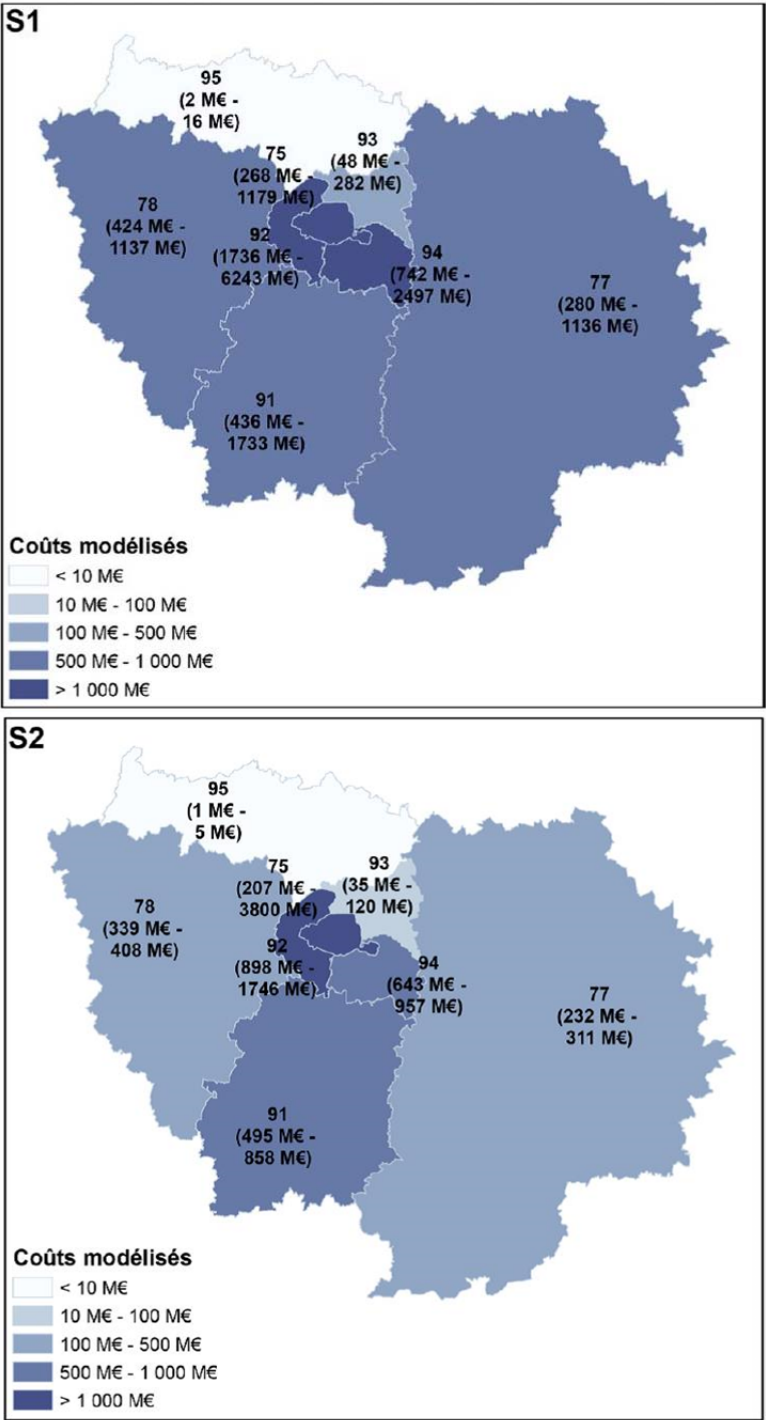 S1
95
(2 M€ -
16 M€)
93
(48 M€ -
282 M€)
75
(268 M€ -
1179 M€)
78
(424 M€ -
1137 M€)
92
(1736 M€ -
6243 M€)
94
(742 M€ -
2497 M€)
77
(280 M€ -
1136 M€)
91
(436 M€ -
1733 M€)
Coûts modélisés
< 10 M€
10 M€ - 100 M€
100 M€ - 500 M€
500 M€ - 1 000 M€
> 1 000 M€
S2
95
(1 M€ -
5 M€)
75
(207 M€ -
3800 M€)
93
(35 M€ -
120 M€)
78
(339 M€ -
408 M€)
92
(898 M€ -
1746 M€)
94
(643 M€ -
957 M€)
77
(232 M€ -
311 M€)
91
(495 M€ -
858 M€)
Coûts modélisés
< 10 M€
10 M€ - 100 M€
100 M€ - 500 M€
500 M€ - 1 000 M€
> 1 000 M€